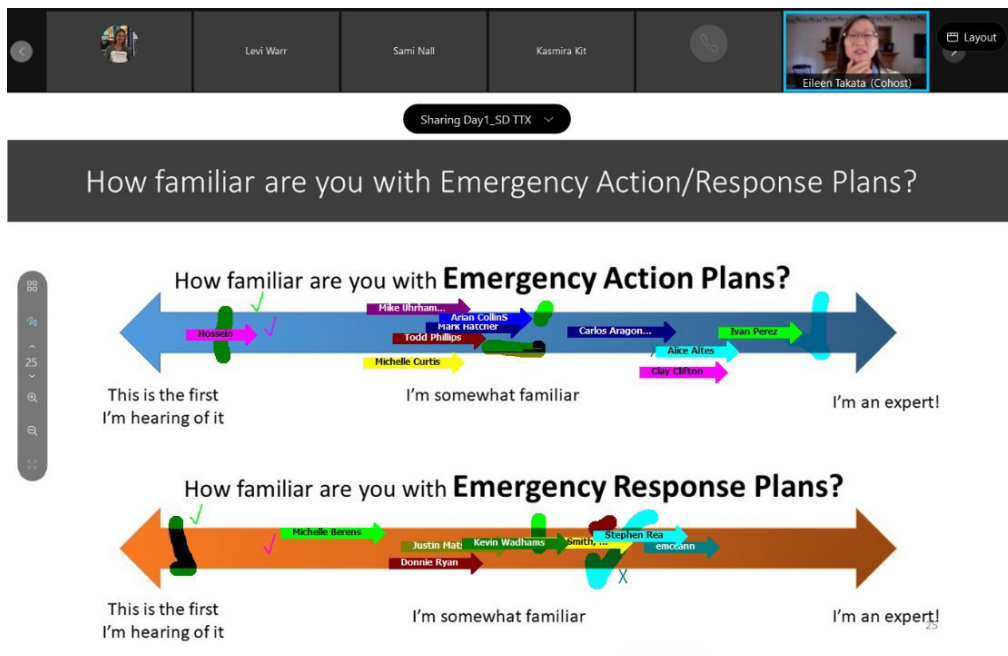 Levi Warr
Sami Nall
Kasmira Kit
Eileen Takata (Cohost)
Layout
Sharing Day1_SD TTX
How familiar are you with Emergency Action/Response Plans?
25
How familiar are you with Emergency Action Plans?
Mike Uhrham...
Arian CollinS
Mark Hatcher
Hossein
Todd Phillips
Carlos Aragon...
Ivan Perez
Alice Altes
Michelle Curtis
Clay Clifton
This is the first
I'm hearing of it
I'm somewhat familiar
I'm an expert!
How familiar are you with Emergency Response Plans?
Michelle Berens
Stephen Rea
Justin Mats
Kevin Wadhams
Smith, ...
emceann
Donnie Ryan
X
This is the first
I'm hearing of it
I'm somewhat familiar
I'm an expert!
25